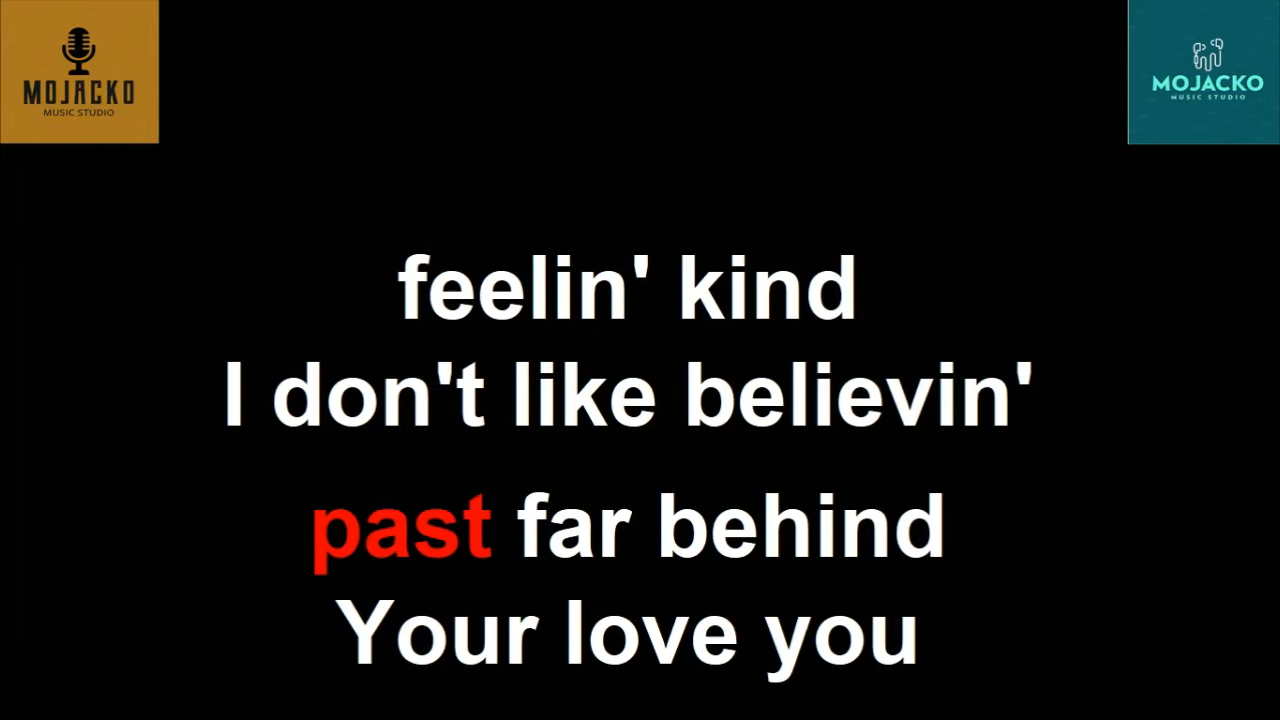 MOJACKO
MUSIC STUDIO
MOJACKO
MUSIC STUDIO
feelin' kind
I don't like believin'
past far behind
Your love you